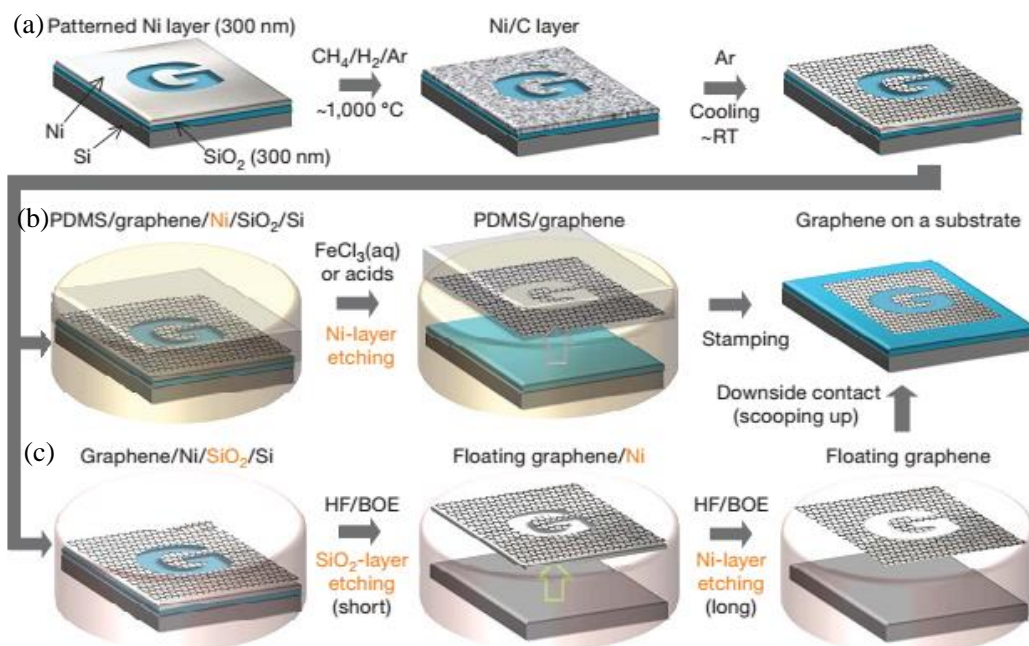 (a)
Patterned Ni layer (300 nm)
Ni/C layer
CH₄/H₂/Ar
~1,000 °C
Ar
Cooling
~RT
G
Ni
Si
SiO₂ (300 nm)
(b)
PDMS/graphene/Ni/SiO₂/Si
PDMS/graphene
Graphene on a substrate
FeCl₃(aq)
or acids
Ni-layer
etching
Stamping
Downside contact
(scooping up)
(c)
Graphene/Ni/SiO₂/Si
Floating graphene/Ni
Floating graphene
HF/BOE
SiO₂-layer
etching
(short)
HF/BOE
Ni-layer
etching
(long)